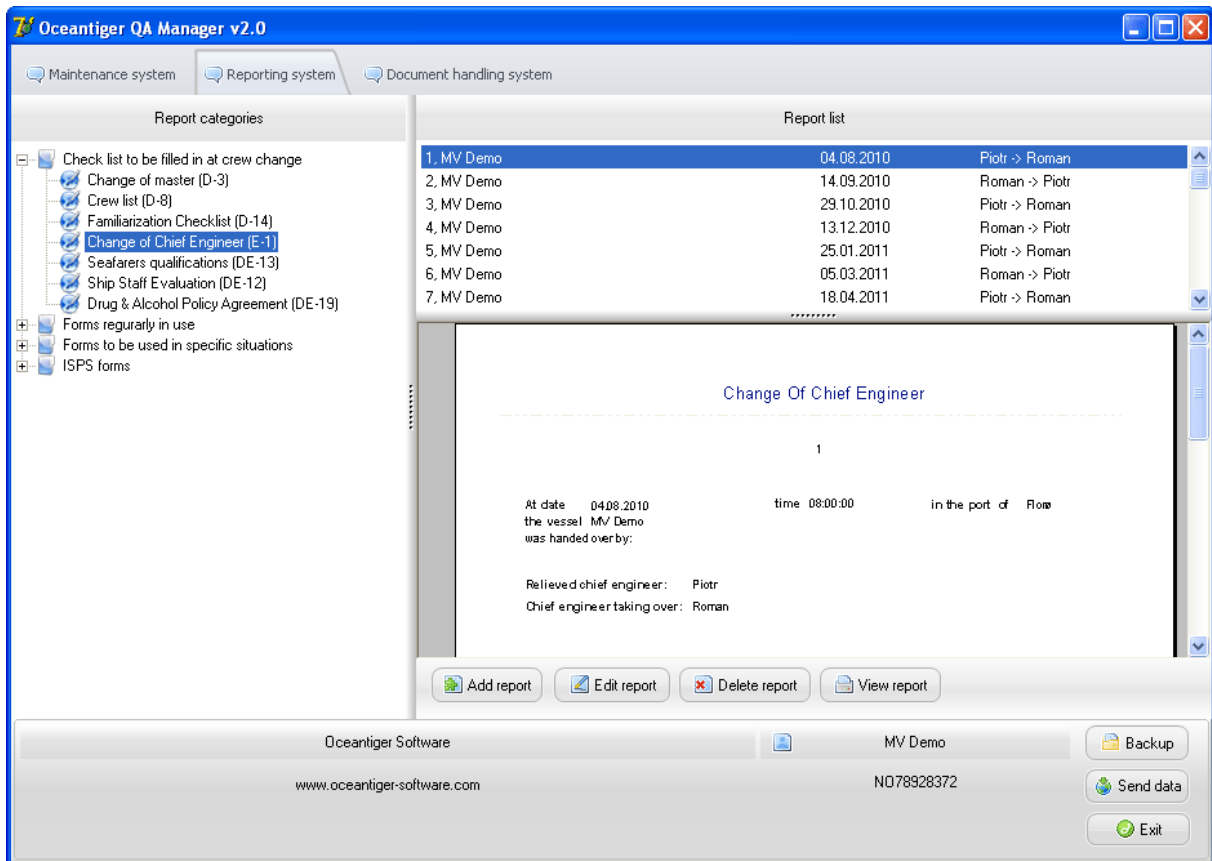 Oceantiger QA Manager v2.0
Maintenance system Reporting system Document handling system
Report categories
Check list to be filled in at crew change
Change of master (D-3)
Crew list (D-8)
Familiarization Checklist (D-14)
Change of Chief Engineer (E-1)
Seafarers qualifications (DE-13)
Ship Staff Evaluation (DE-12)
Drug & Alcohol Policy Agreement (DE-19)
Forms regurarly in use
Forms to be used in specific situations
ISPS forms
Report list
1, MV Demo 04.08.2010 Piotr -> Roman
2, MV Demo 14.09.2010 Roman -> Piotr
3, MV Demo 29.10.2010 Piotr -> Roman
4, MV Demo 13.12.2010 Roman -> Piotr
5, MV Demo 25.01.2011 Piotr -> Roman
6, MV Demo 05.03.2011 Roman -> Piotr
7, MV Demo 18.04.2011 Piotr -> Roman
Change Of Chief Engineer
1
At date 04.08.2010 time 08:00:00 in the port of
the vessel MV Demo
was handed over by:
Relieved chief engineer: Piotr
Chief engineer taking over: Roman
Add report Edit report Delete report View report
Oceantiger Software MV Demo Backup
www.oceantiger-software.com NO78928372 Send data
Exit